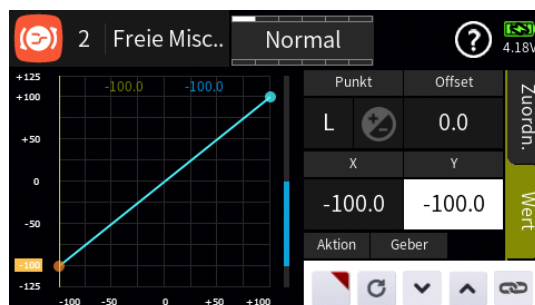 2 Freie Misc.. Normal ?
4.18V
+125
+100
+50
0
-50
-100
-125
-100.0 -100.0
-100 -50 0 +50 +100
Punkt Offset
L 0.0
X Y
-100.0 -100.0
Aktion Geber
Zuordn.
Wert